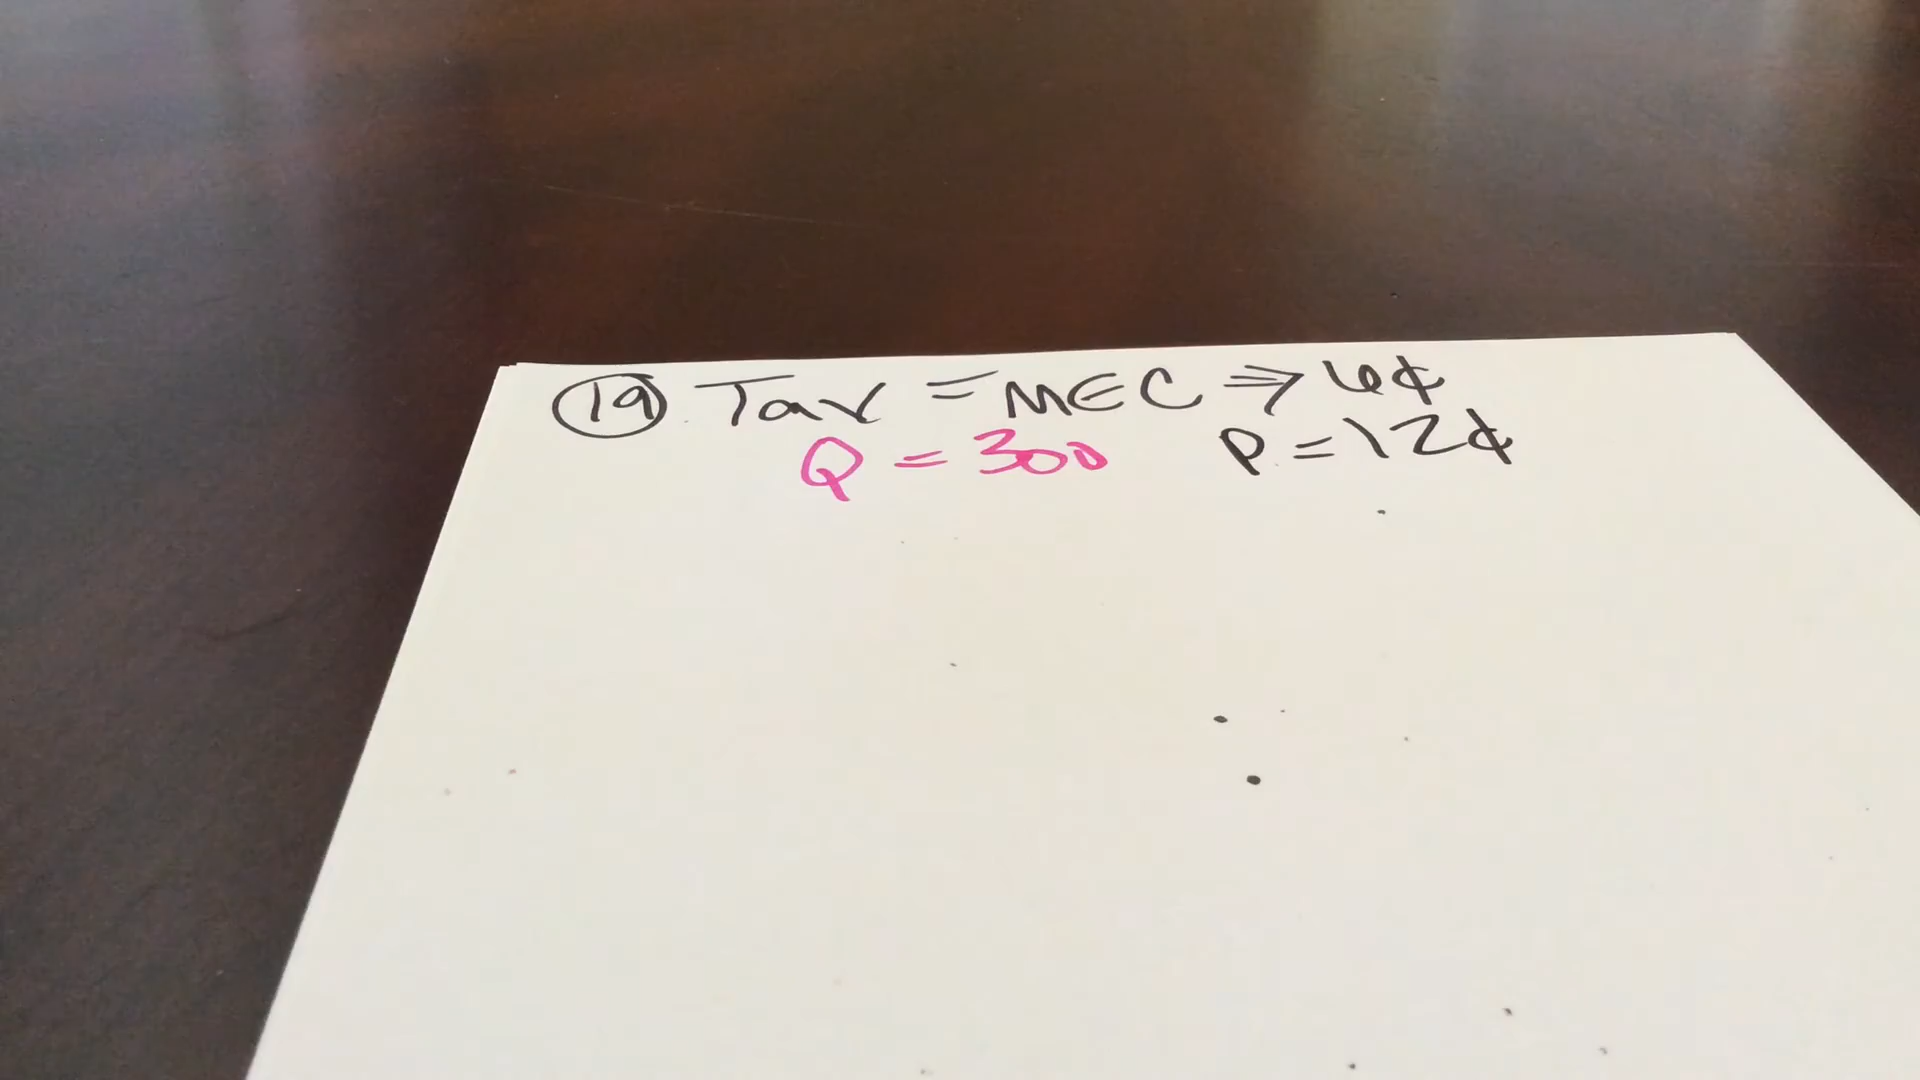 19 Tax = MEC ⇒ 6¢
Q = 300 P = 12¢